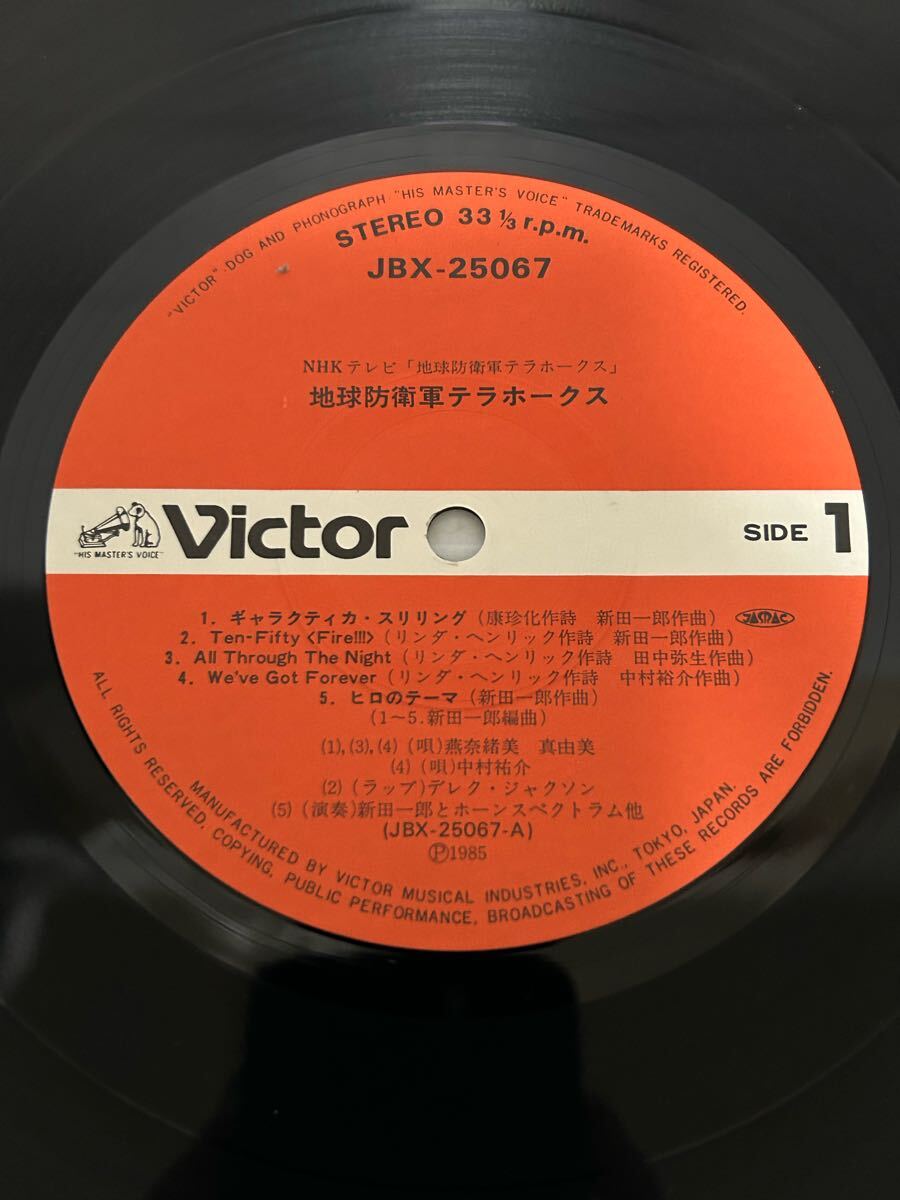 "VICTOR"-DOG AND PHONOGRAPH "HIS MASTER'S VOICE" TRADEMARKS REGISTERED.
STEREO 33 1/3 r.p.m.
JBX-25067
NHKテレビ「地球防衛軍テラホークス」
地球防衛軍テラホークス
"HIS MASTER'S VOICE"
Victor
SIDE 1
1. ギャラクティカ・スリリング(康珍化作詩 新田一郎作曲) JASRAC
2. Ten-Fifty <Fire!!!>(リンダ・ヘンリック作詩 新田一郎作曲)
3. All Through The Night(リンダ・ヘンリック作詩 田中弥生作曲)
4. We've Got Forever(リンダ・ヘンリック作詩 中村裕介作曲)
5. ヒロのテーマ(新田一郎作曲)
(1〜5.新田一郎編曲)
(1),(3),(4)(唄)燕奈緒美 真由美
(4)(唄)中村祐介
(2)(ラップ)デレク・ジャクソン
(5)(演奏)新田一郎とホーンスペクトラム他
(JBX-25067-A)
Ⓟ1985
MANUFACTURED BY VICTOR MUSICAL INDUSTRIES, INC., TOKYO, JAPAN.
ALL RIGHTS RESERVED, COPYING, PUBLIC PERFORMANCE, BROADCASTING OF THESE RECORDS ARE FORBIDDEN.